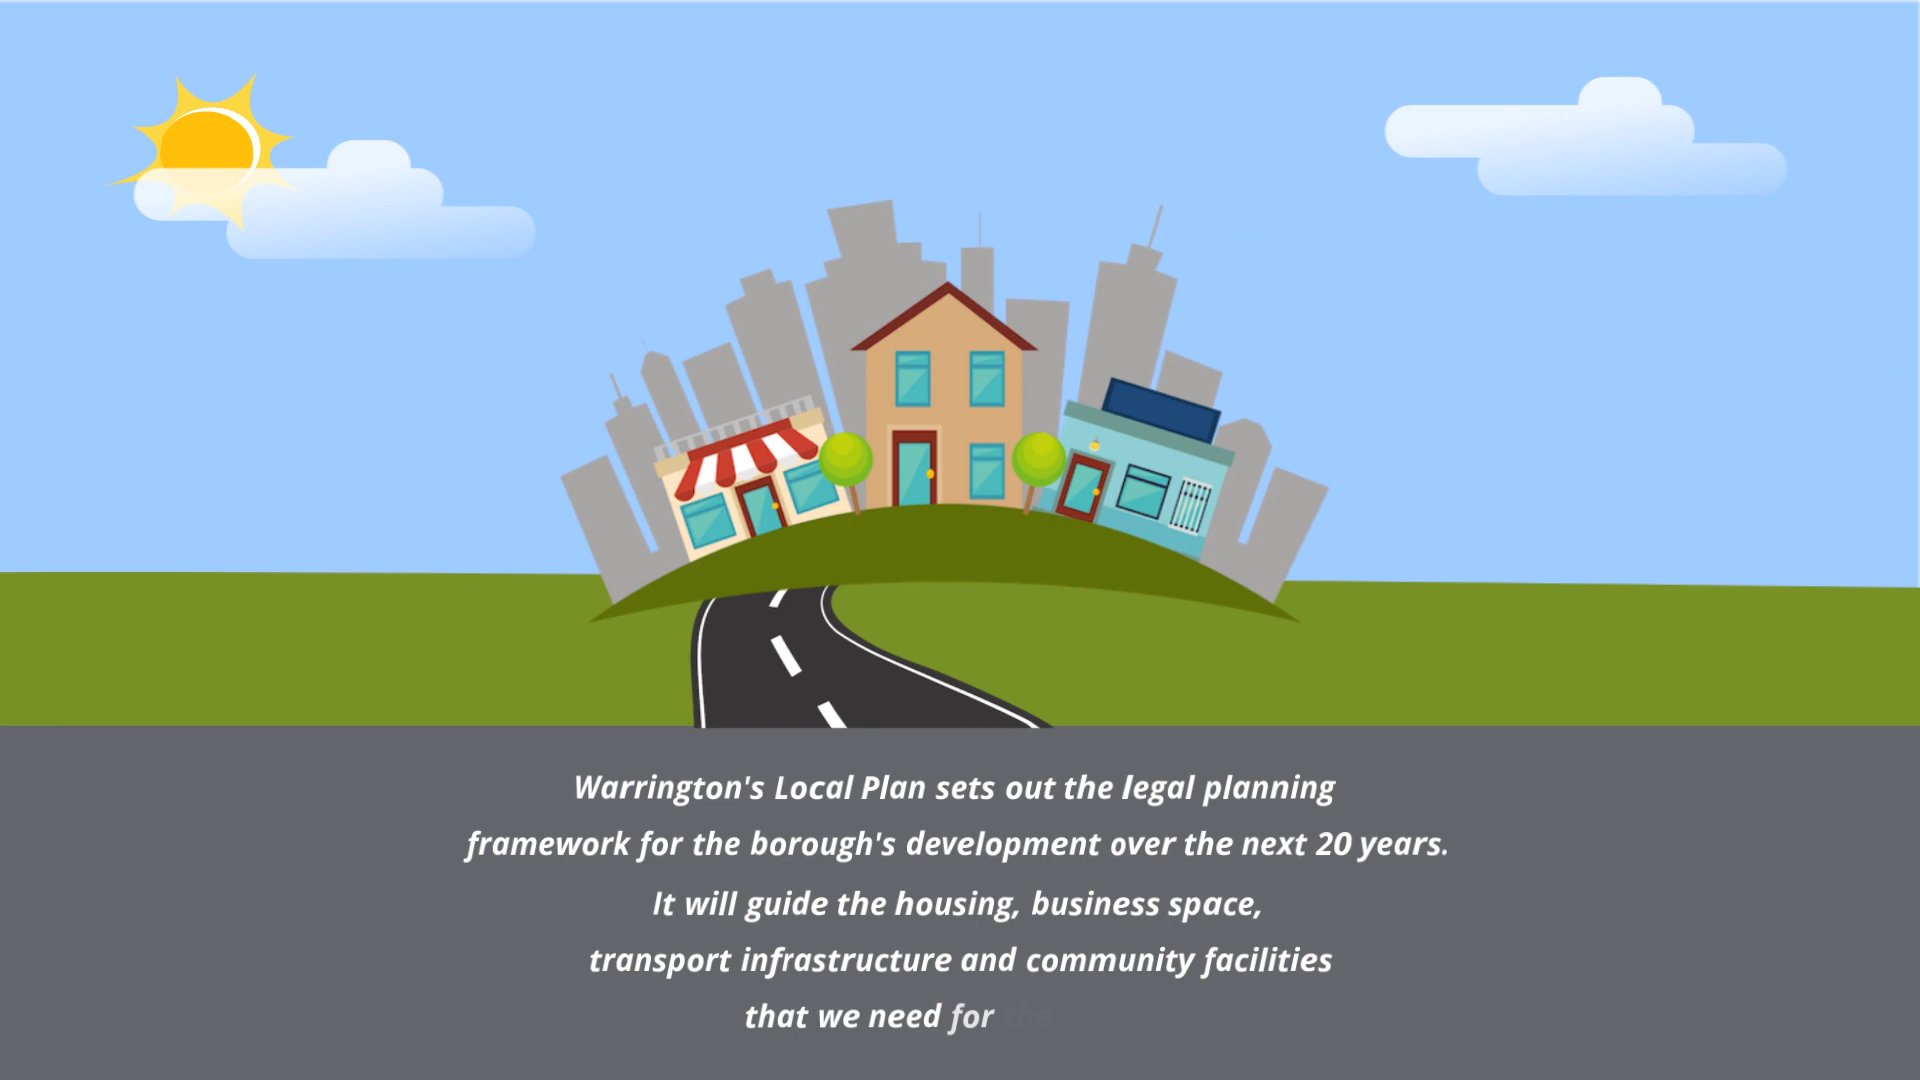 Warrington's Local Plan sets out the legal planning
framework for the borough's development over the next 20 years.
It will guide the housing, business space,
transport infrastructure and community facilities
that we need for the